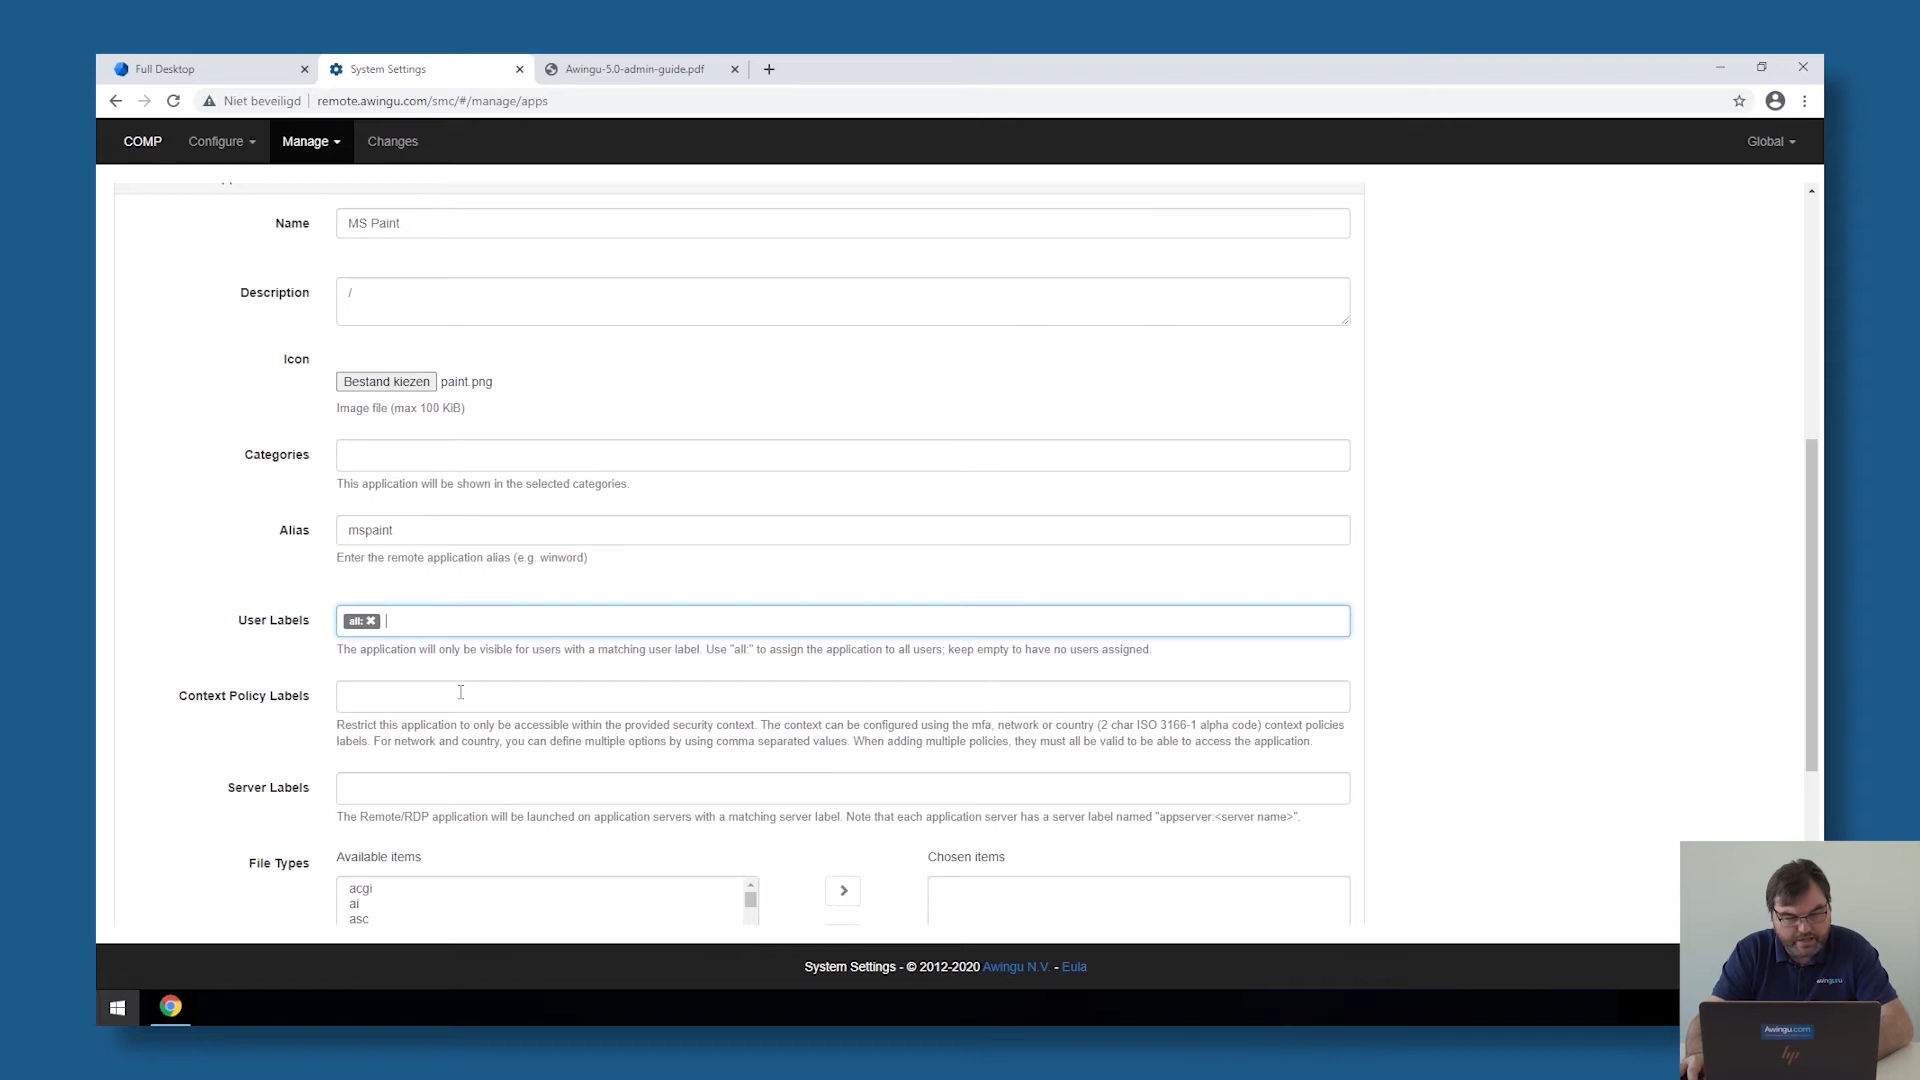 Full Desktop
System Settings
Awingu-5.0-admin-guide.pdf
Niet beveiligd
remote.awingu.com/smc/#/manage/apps
COMP Configure Manage Changes Global
Name MS Paint
Description /
Icon
Bestand kiezen paint.png
Image file (max 100 KiB)
Categories
This application will be shown in the selected categories.
Alias mspaint
Enter the remote application alias (e.g. winword)
User Labels all:
The application will only be visible for users with a matching user label. Use "all:" to assign the application to all users; keep empty to have no users assigned.
Context Policy Labels
Restrict this application to only be accessible within the provided security context. The context can be configured using the mfa, network or country (2 char ISO 3166-1 alpha code) context policies
labels. For network and country, you can define multiple options by using comma separated values. When adding multiple policies, they must all be valid to be able to access the application.
Server Labels
The Remote/RDP application will be launched on application servers with a matching server label. Note that each application server has a server label named "appserver:<server name>".
File Types Available items Chosen items
acgi
ai
asc
System Settings - © 2012-2020 Awingu N.V. - Eula
awinguru
Awingu.com
hp